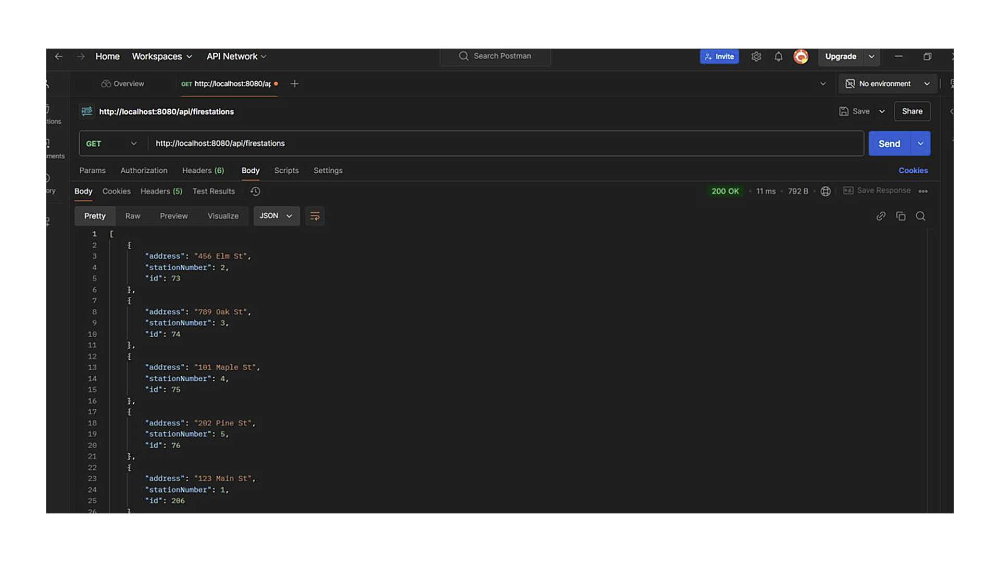 Home Workspaces API Network Search Postman Invite Upgrade
Overview GET http://localhost:8080/ap No environment
HTTP http://localhost:8080/api/firestations Save Share
GET http://localhost:8080/api/firestations Send
Params Authorization Headers (6) Body Scripts Settings Cookies
Body Cookies Headers (5) Test Results 200 OK • 11 ms • 792 B • Save Response
Pretty Raw Preview Visualize JSON
1 [
2 {
3 "address": "456 Elm St",
4 "stationNumber": 2,
5 "id": 73
6 },
7 {
8 "address": "789 Oak St",
9 "stationNumber": 3,
10 "id": 74
11 },
12 {
13 "address": "101 Maple St",
14 "stationNumber": 4,
15 "id": 75
16 },
17 {
18 "address": "202 Pine St",
19 "stationNumber": 5,
20 "id": 76
21 },
22 {
23 "address": "123 Main St",
24 "stationNumber": 1,
25 "id": 206
26 }